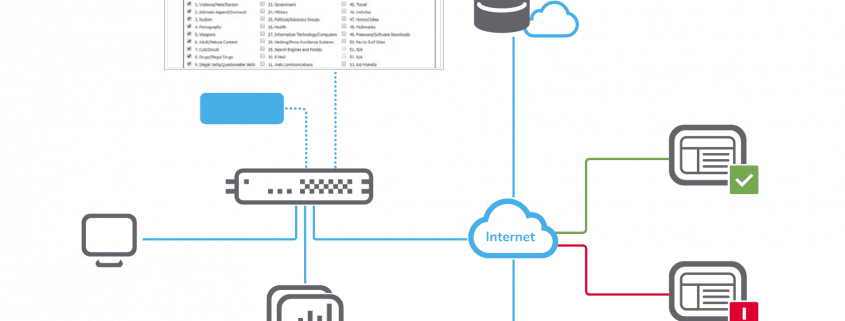 1. Violence/Hate/Racism 23. Government 45. Travel
2. Intimate Apparel/Swimsuit 24. Military 46. Vehicles
3. Nudism 25. Political/Advocacy Groups 47. Humor/Jokes
4. Pornography 26. Health 48. Multimedia
5. Weapons 27. Information Technology/Computers 49. Freeware/Software Downloads
6. Adult/Mature Content 28. Hacking/Proxy Avoidance Systems 50. Pay to Surf Sites
7. Cult/Occult 29. Search Engines and Portals 51. N/A
8. Drugs/Illegal Drugs 30. E-Mail 52. N/A
9. Illegal Skills/Questionable Skills 31. Web Communications 53. Kid Friendly
Internet